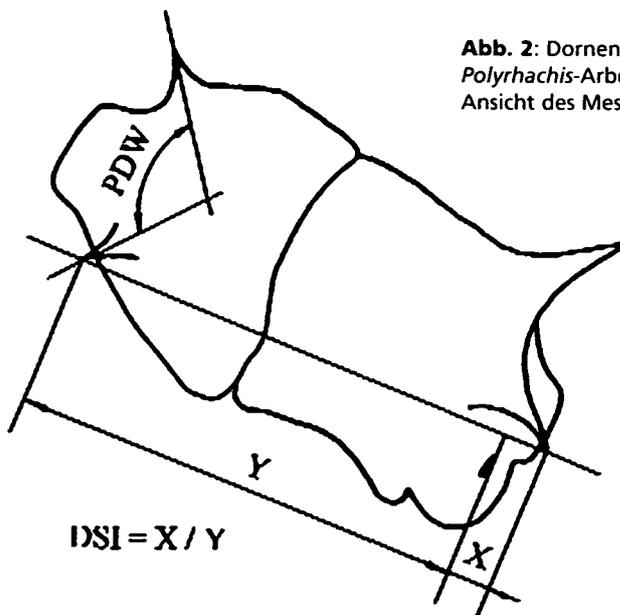 Abb. 2: Dornen
Polyrhachis-Arb
Ansicht des Mes
PDW
Y
X
DSI = X / Y